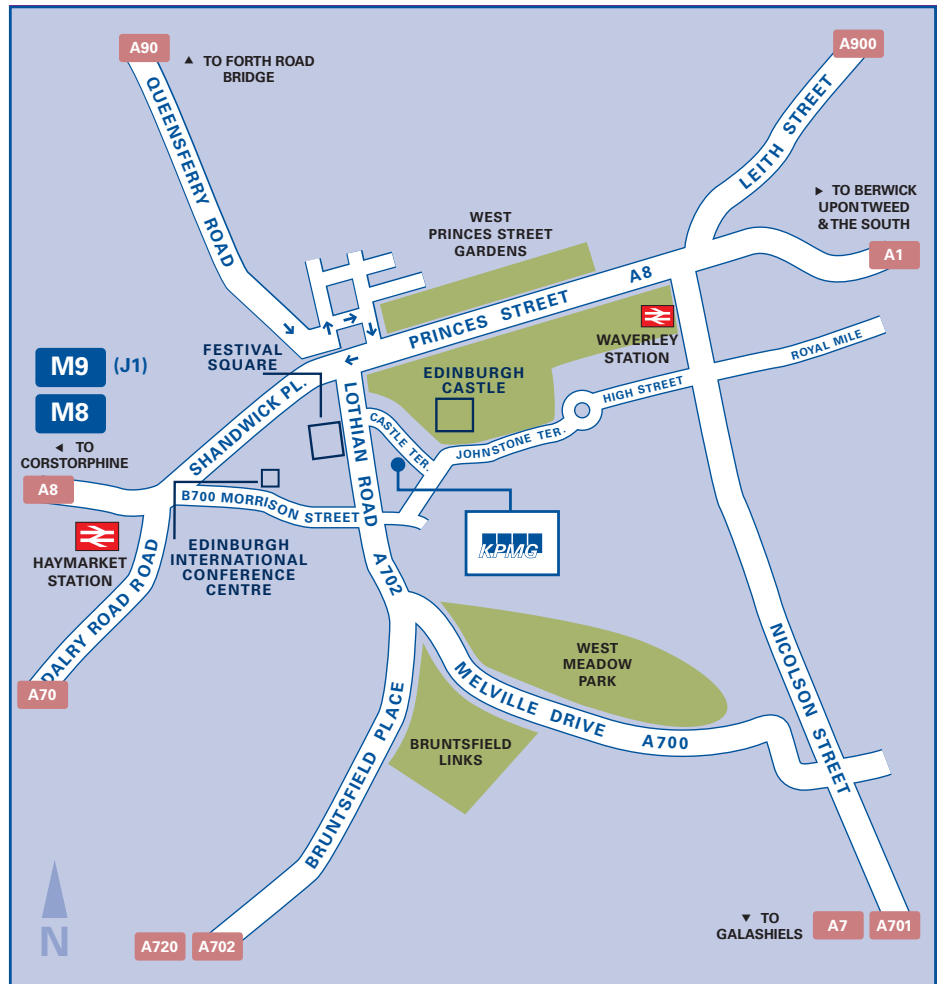 A90
▲ TO FORTH ROAD
BRIDGE
A900
QUEENSFERRY ROAD
LEITH STREET
► TO BERWICK
UPON TWEED
& THE SOUTH
A1
WEST
PRINCES STREET
GARDENS
A8
PRINCES STREET
WAVERLEY
STATION
ROYAL MILE
HIGH STREET
FESTIVAL
SQUARE
M9 (J1)
M8
◄ TO
CORSTORPHINE
A8
SHANDWICK PL.
LOTHIAN ROAD
EDINBURGH
CASTLE
CASTLE TER.
JOHNSTONE TER.
B700 MORRISON STREET
HAYMARKET
STATION
EDINBURGH
INTERNATIONAL
CONFERENCE
CENTRE
KPMG
A702
DALRY ROAD ROAD
A70
WEST
MEADOW
PARK
MELVILLE DRIVE A700
BRUNTSFIELD
LINKS
BRUNTSFIELD PLACE
NICOLSON STREET
N
A720 A702
▼ TO
GALASHIELS
A7 A701